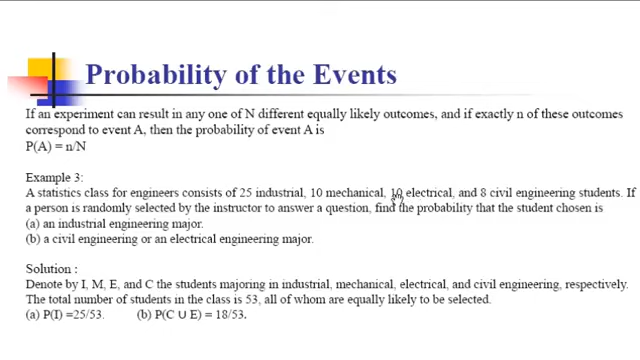 Probability of the Events
If an experiment can result in any one of N different equally likely outcomes, and if exactly n of these outcomes
correspond to event A, then the probability of event A is
P(A) = n/N
Example 3:
A statistics class for engineers consists of 25 industrial, 10 mechanical, 10 electrical, and 8 civil engineering students. If
a person is randomly selected by the instructor to answer a question, find the probability that the student chosen is
(a) an industrial engineering major.
(b) a civil engineering or an electrical engineering major.
Solution :
Denote by I, M, E, and C the students majoring in industrial, mechanical, electrical, and civil engineering, respectively.
The total number of students in the class is 53, all of whom are equally likely to be selected.
(a) P(I) =25/53. (b) P(C ∪ E) = 18/53.